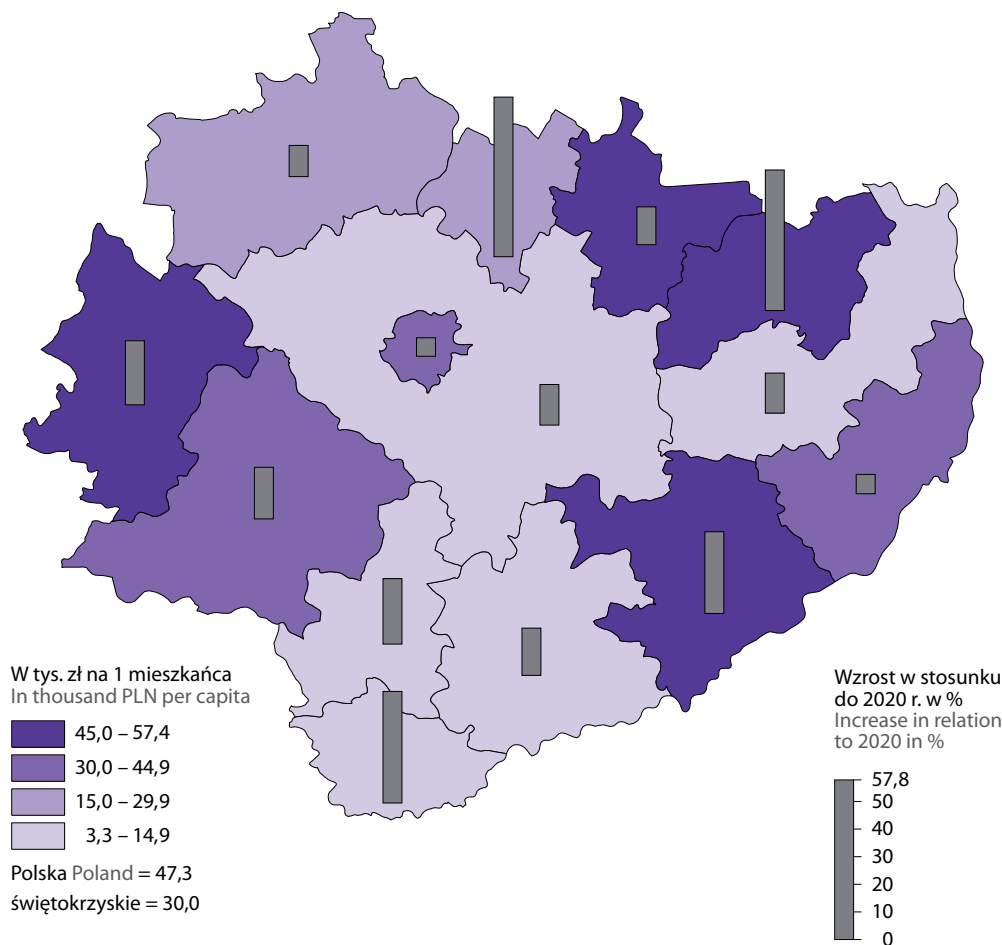 W tys. zł na 1 mieszkańca
In thousand PLN per capita
45,0 – 57,4
30,0 – 44,9
15,0 – 29,9
3,3 – 14,9
Polska Poland = 47,3
świętokrzyskie = 30,0
Wzrost w stosunku
do 2020 r. w %
Increase in relation
to 2020 in %
57,8
50
40
30
20
10
0